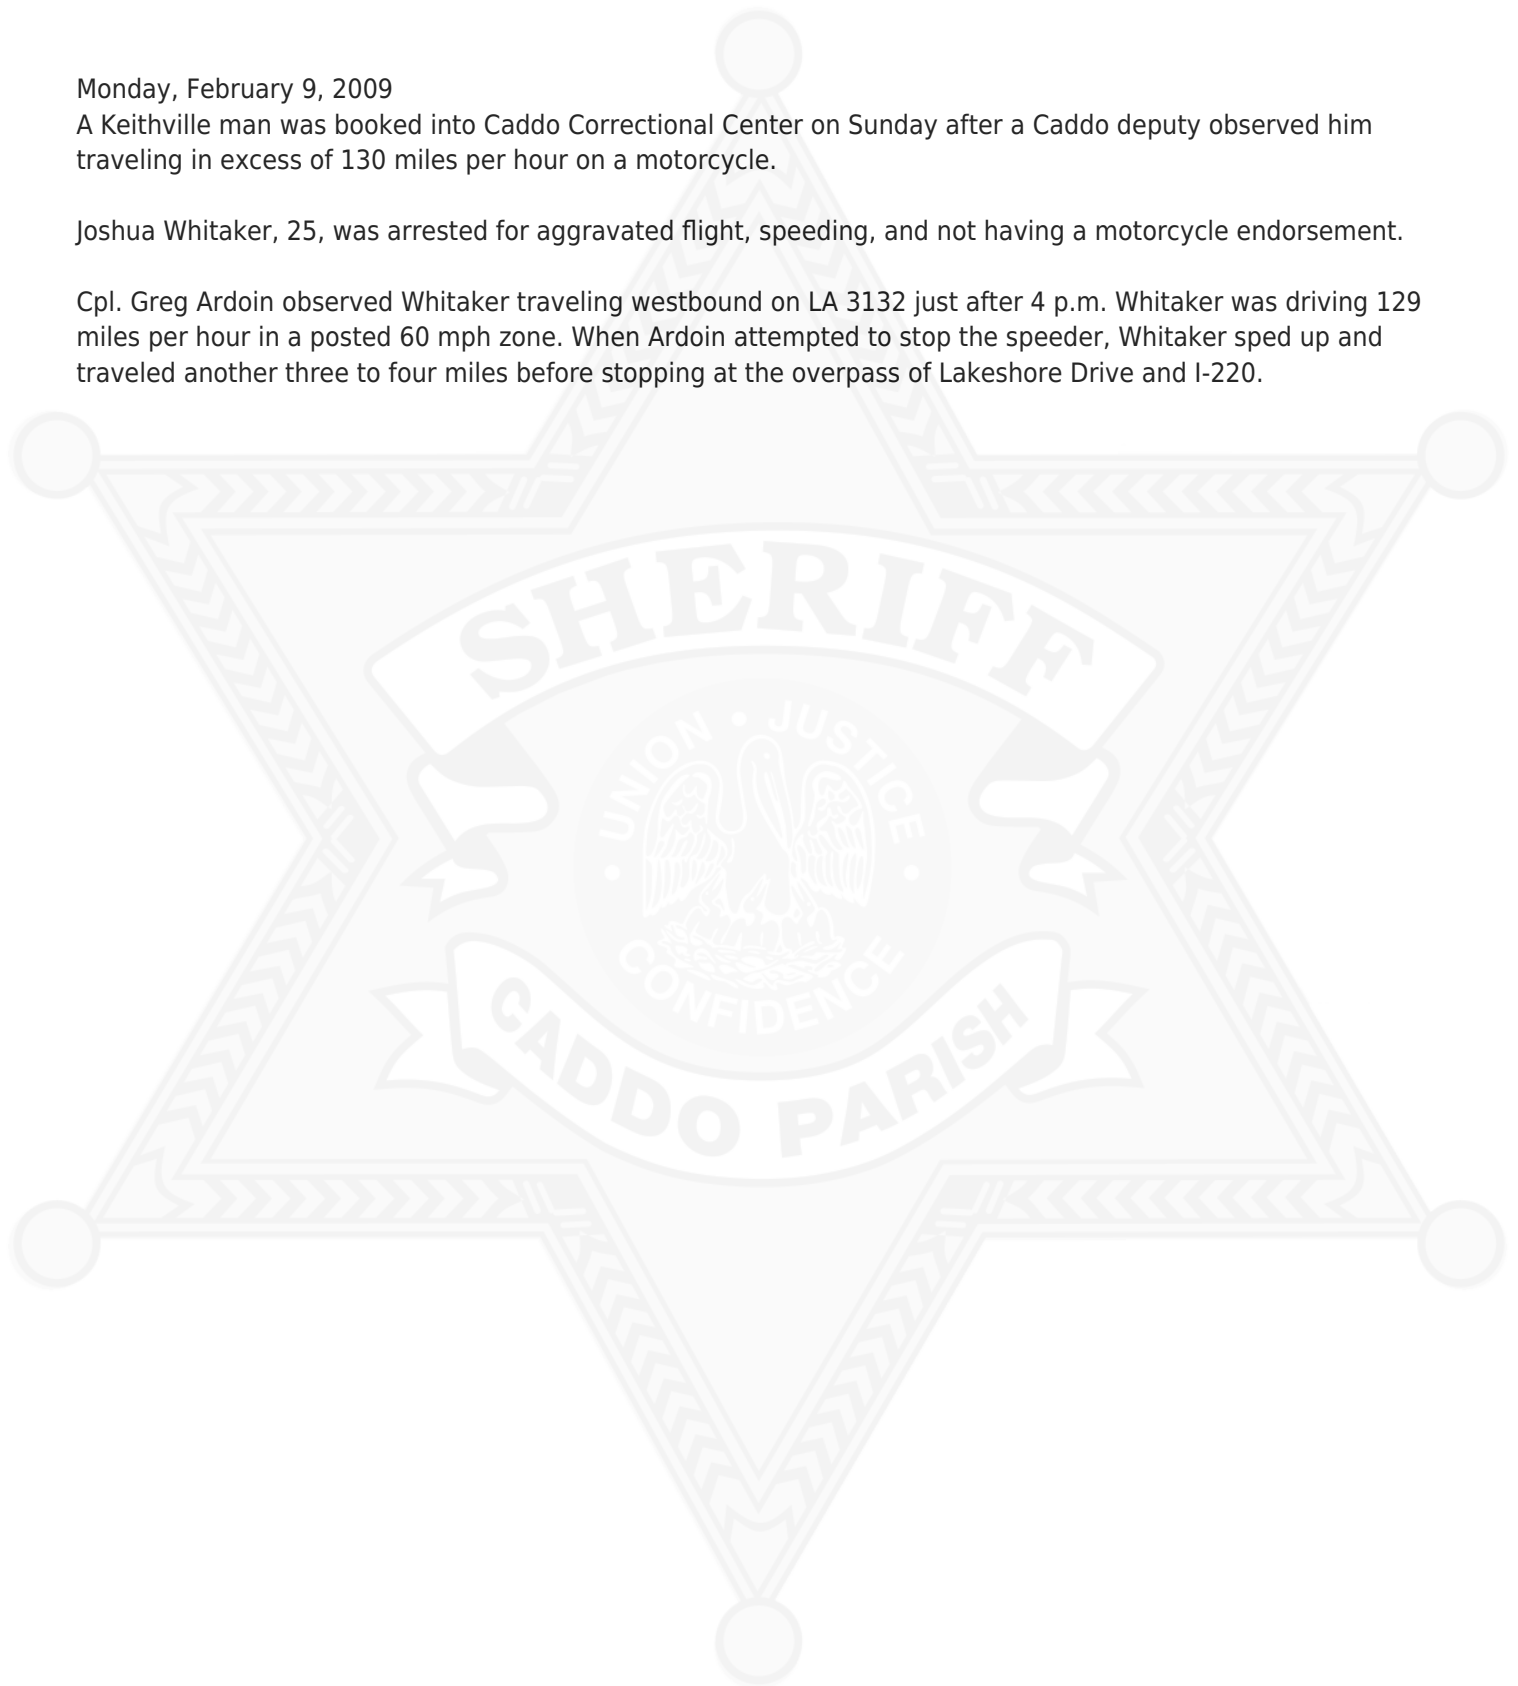 Monday, February 9, 2009
A Keithville man was booked into Caddo Correctional Center on Sunday after a Caddo deputy observed him
traveling in excess of 130 miles per hour on a motorcycle.
Joshua Whitaker, 25, was arrested for aggravated flight, speeding, and not having a motorcycle endorsement.
Cpl. Greg Ardoin observed Whitaker traveling westbound on LA 3132 just after 4 p.m. Whitaker was driving 129
miles per hour in a posted 60 mph zone. When Ardoin attempted to stop the speeder, Whitaker sped up and
traveled another three to four miles before stopping at the overpass of Lakeshore Drive and I-220.
SHERIFF
UNION • JUSTICE
• CONFIDENCE •
CADDO PARISH